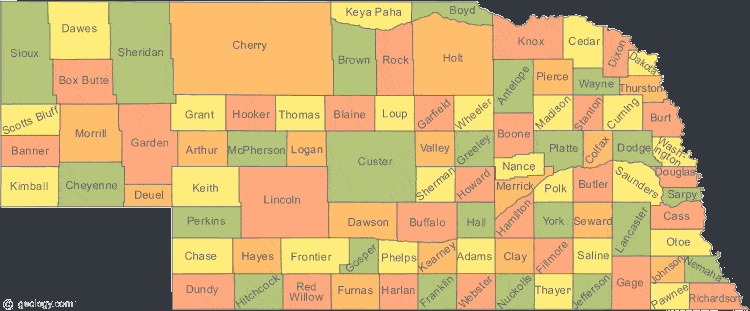 Keya Paha
Boyd
Dawes
Sioux
Sheridan
Cherry
Knox
Cedar
Dixon
Brown
Rock
Holt
Dakota
Box Butte
Antelope
Pierce
Wayne
Thurston
Scotts Bluff
Grant
Hooker
Thomas
Blaine
Loup
Garfield
Wheeler
Madison
Stanton
Cuming
Burt
Morrill
Garden
Banner
Arthur
McPherson
Logan
Custer
Valley
Greeley
Boone
Platte
Colfax
Dodge
Wash-
ington
Nance
Douglas
Kimball
Cheyenne
Deuel
Keith
Lincoln
Sherman
Howard
Merrick
Polk
Butler
Saunders
Sarpy
Perkins
Dawson
Buffalo
Hall
Hamilton
York
Seward
Lancaster
Cass
Otoe
Chase
Hayes
Frontier
Gosper
Phelps
Kearney
Adams
Clay
Fillmore
Saline
Gage
Johnson
Nemaha
Dundy
Hitchcock
Red
Willow
Furnas
Harlan
Franklin
Webster
Nuckolls
Thayer
Jefferson
Pawnee
Richardson
© geology.com